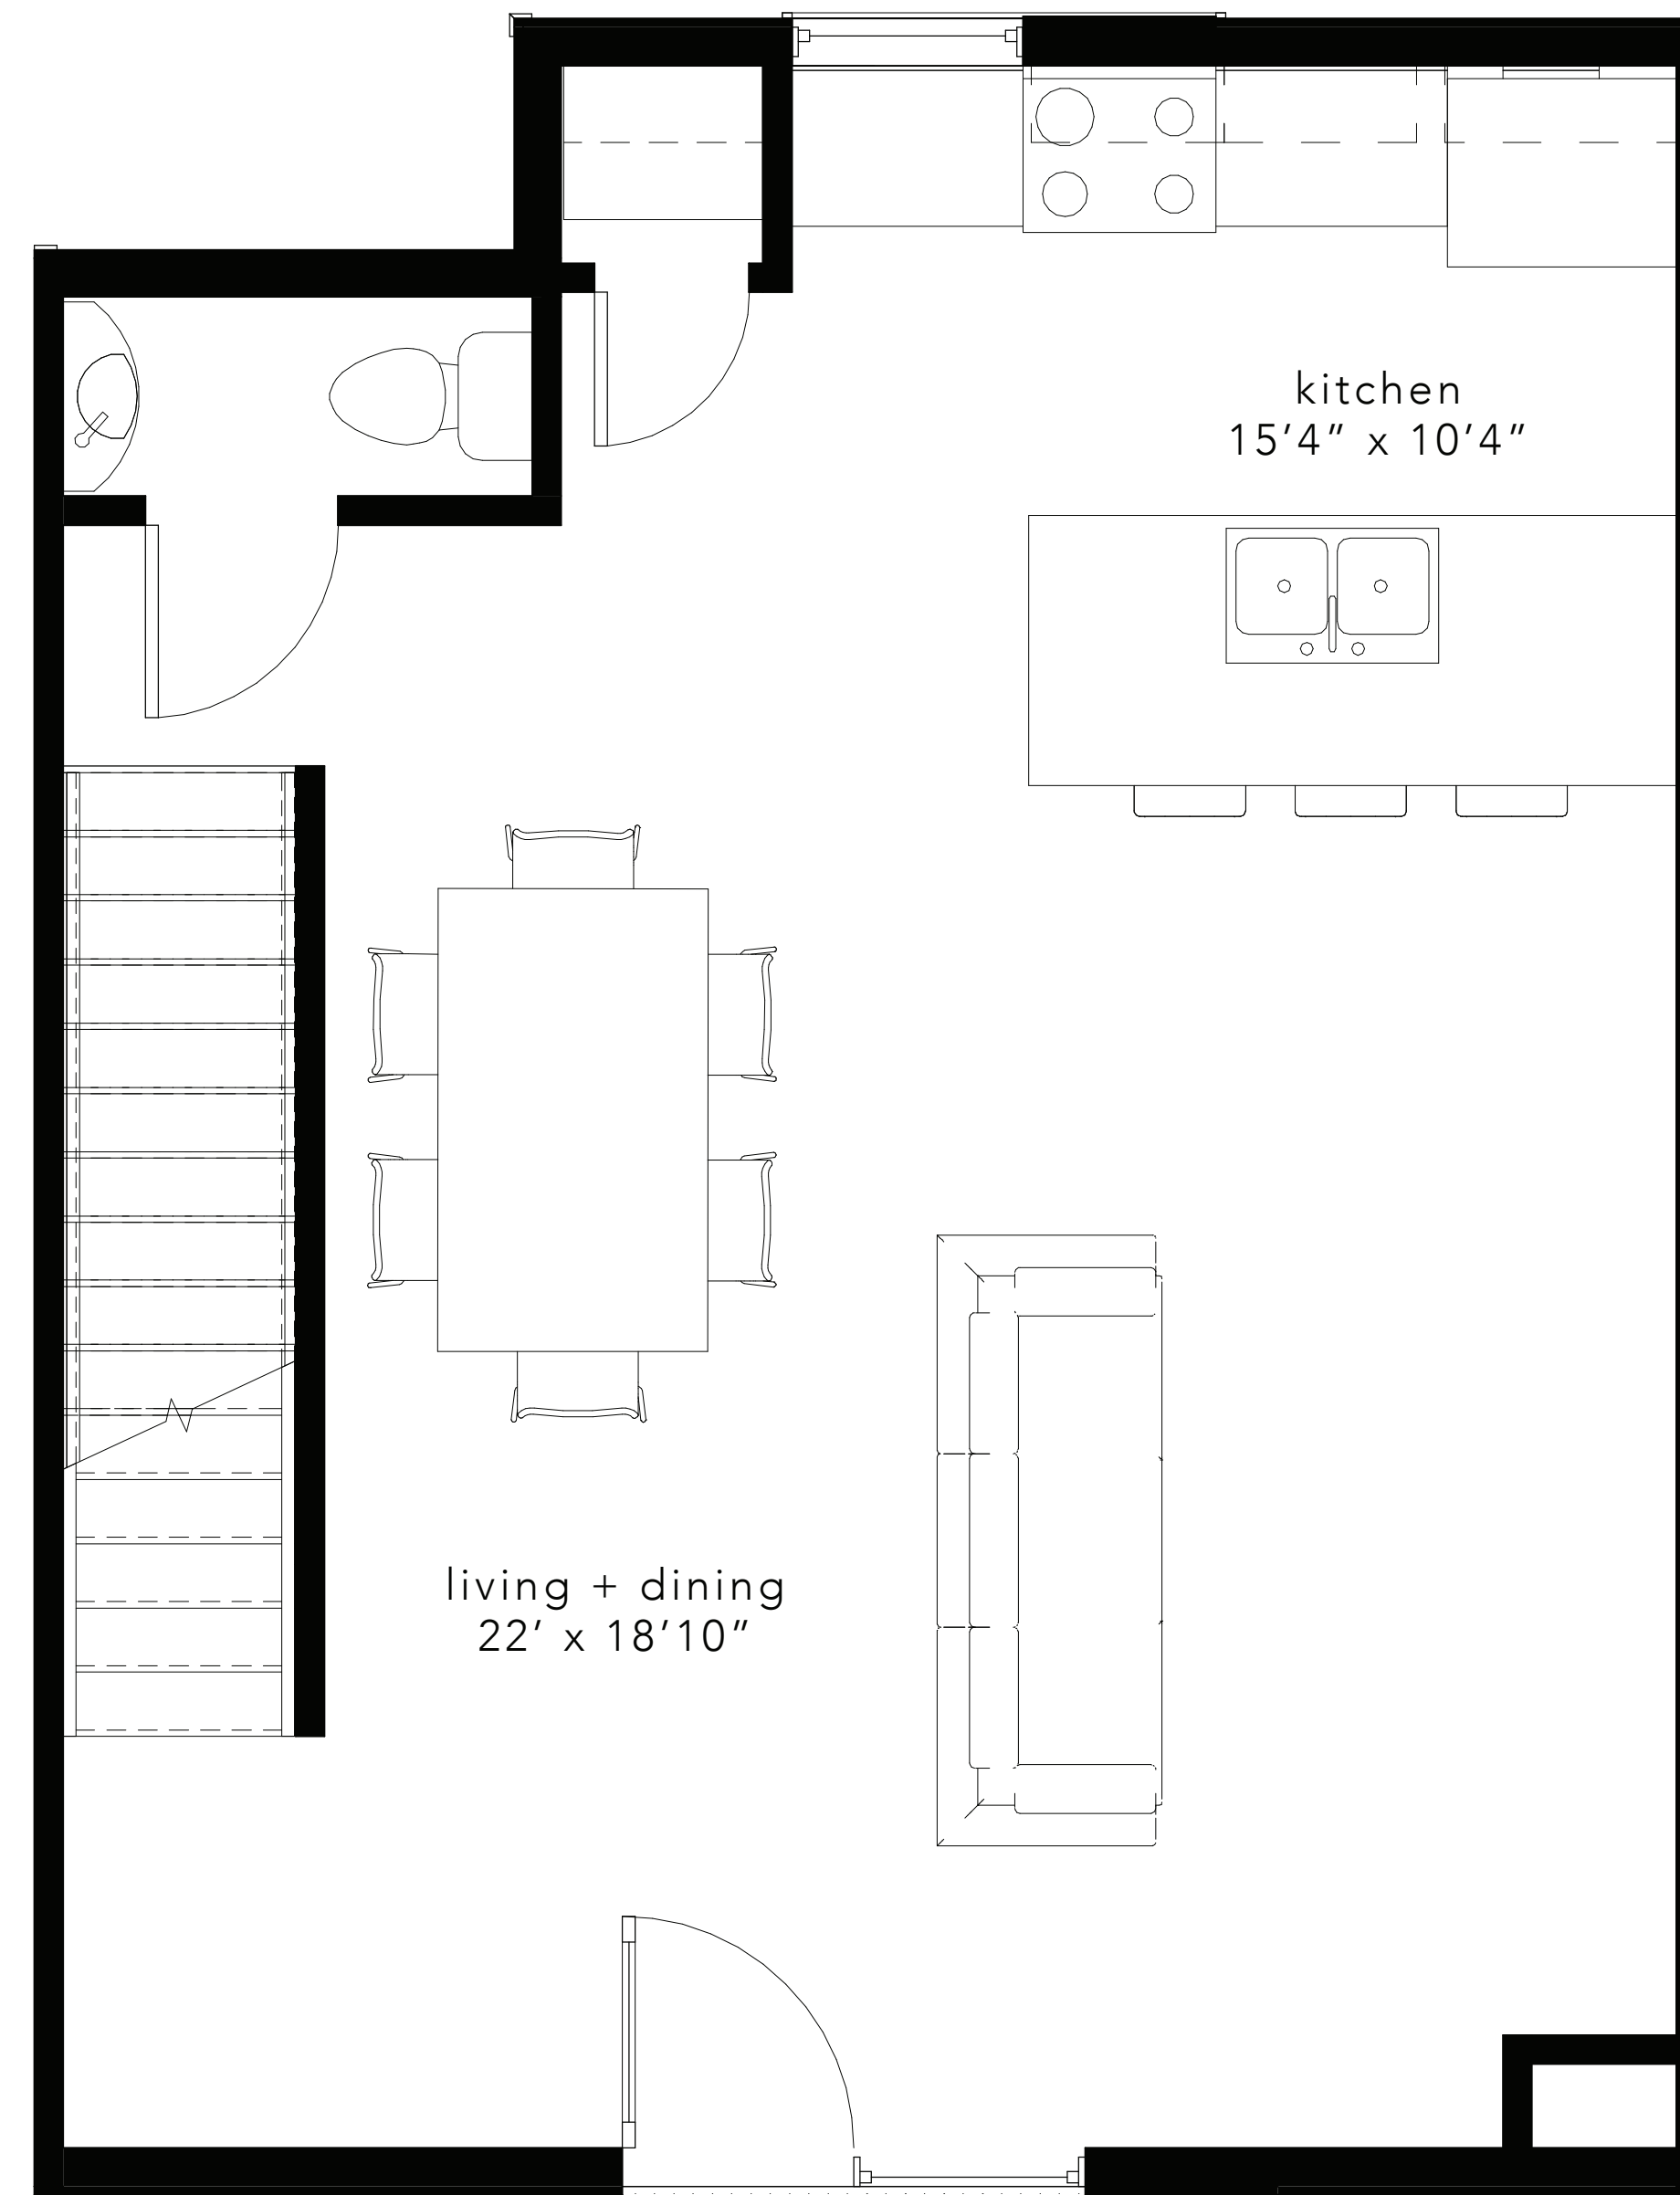 kitchen
15′4″ x 10′4″
living + dining
22′ x 18′10″